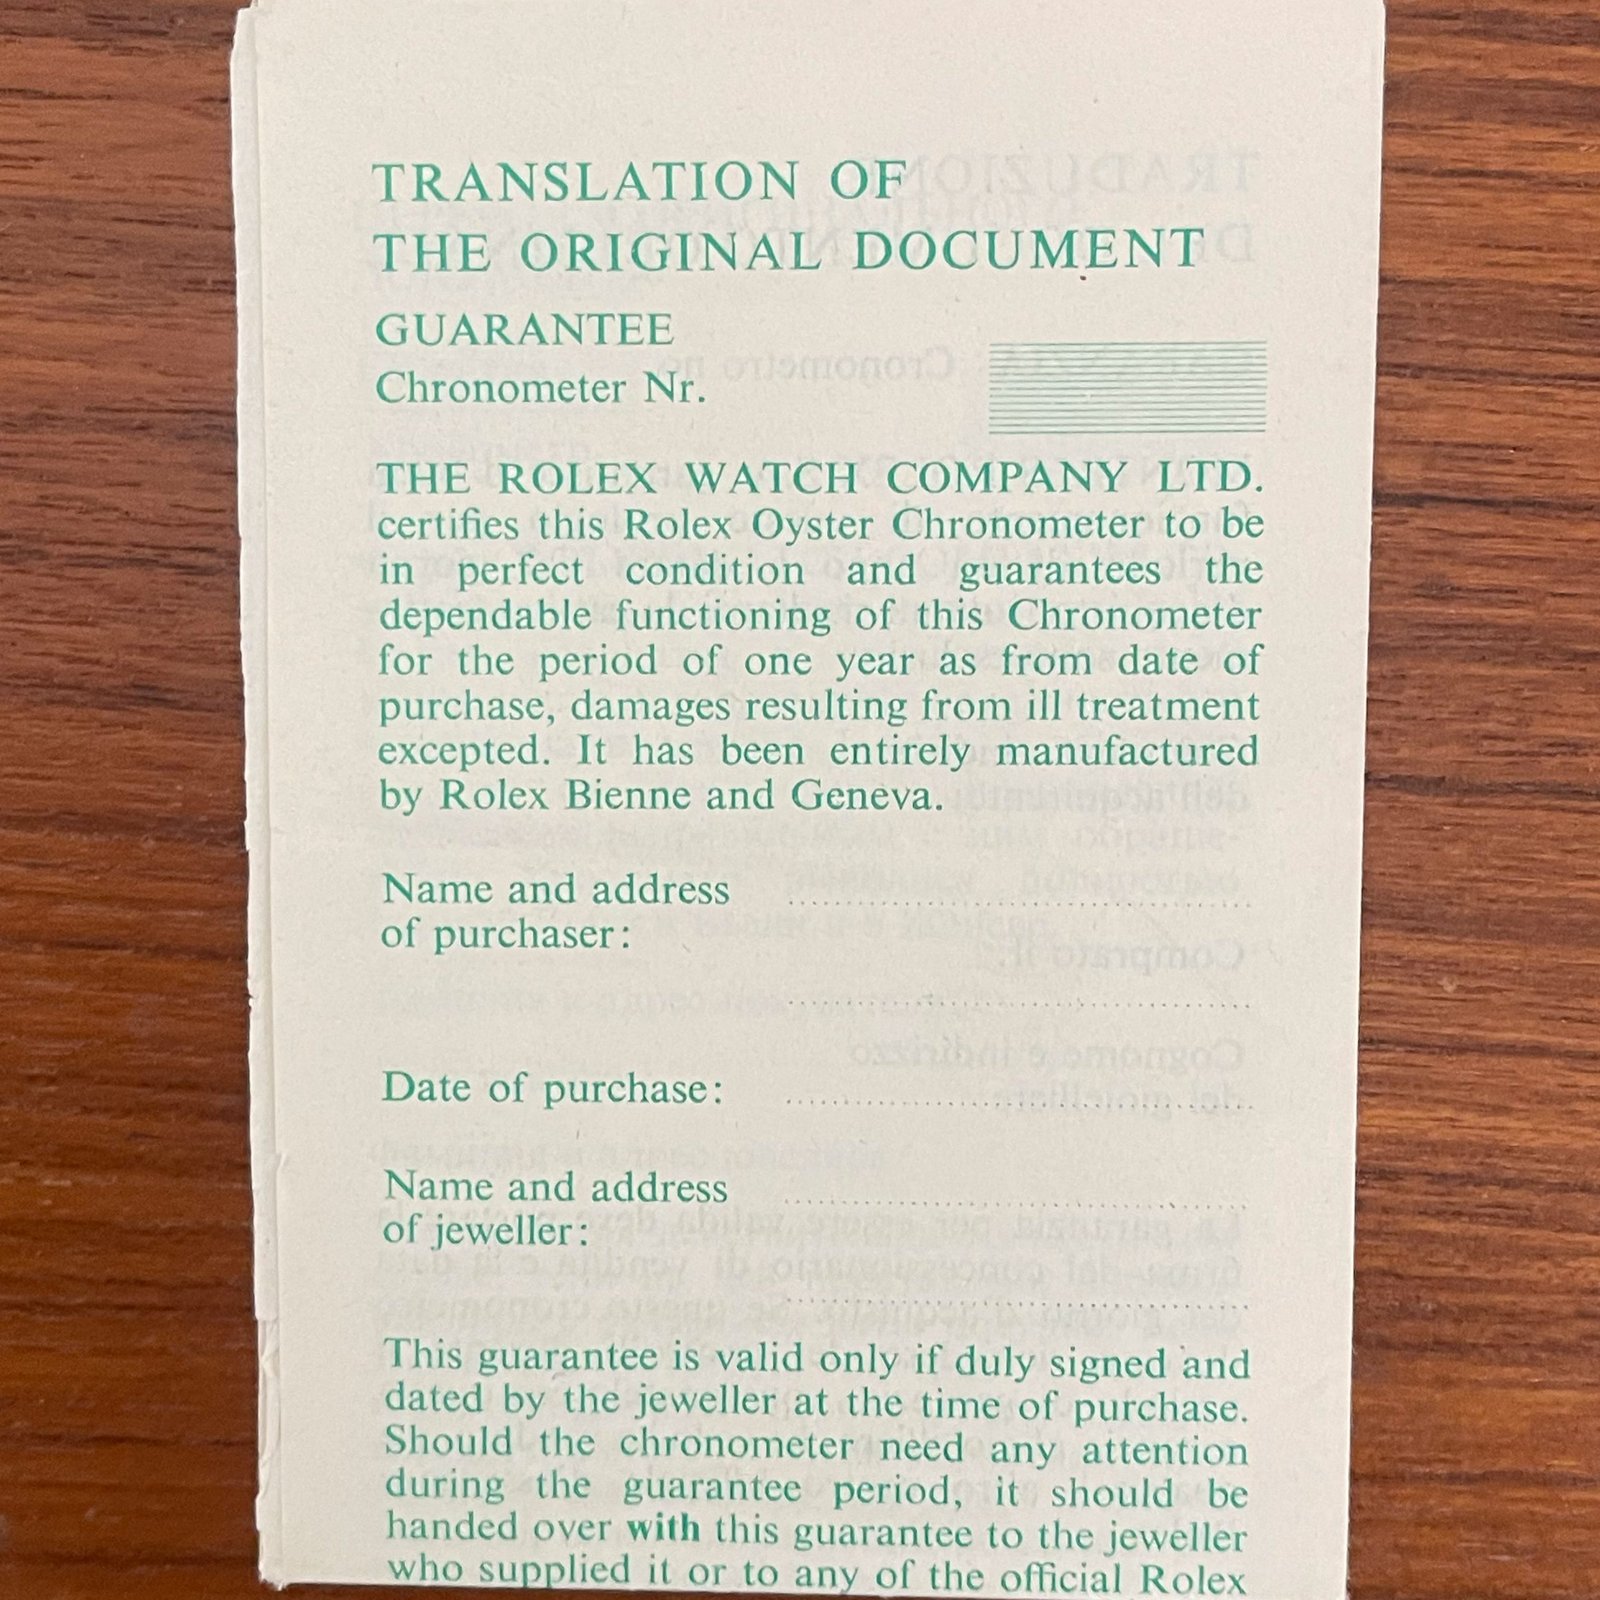 TRANSLATION OF
THE ORIGINAL DOCUMENT
GUARANTEE
Chronometer Nr.
THE ROLEX WATCH COMPANY LTD.
certifies this Rolex Oyster Chronometer to be
in perfect condition and guarantees the
dependable functioning of this Chronometer
for the period of one year as from date of
purchase, damages resulting from ill treatment
excepted. It has been entirely manufactured
by Rolex Bienne and Geneva.
Name and address
of purchaser:
Date of purchase:
Name and address
of jeweller:
This guarantee is valid only if duly signed and
dated by the jeweller at the time of purchase.
Should the chronometer need any attention
during the guarantee period, it should be
handed over with this guarantee to the jeweller
who supplied it or to any of the official Rolex